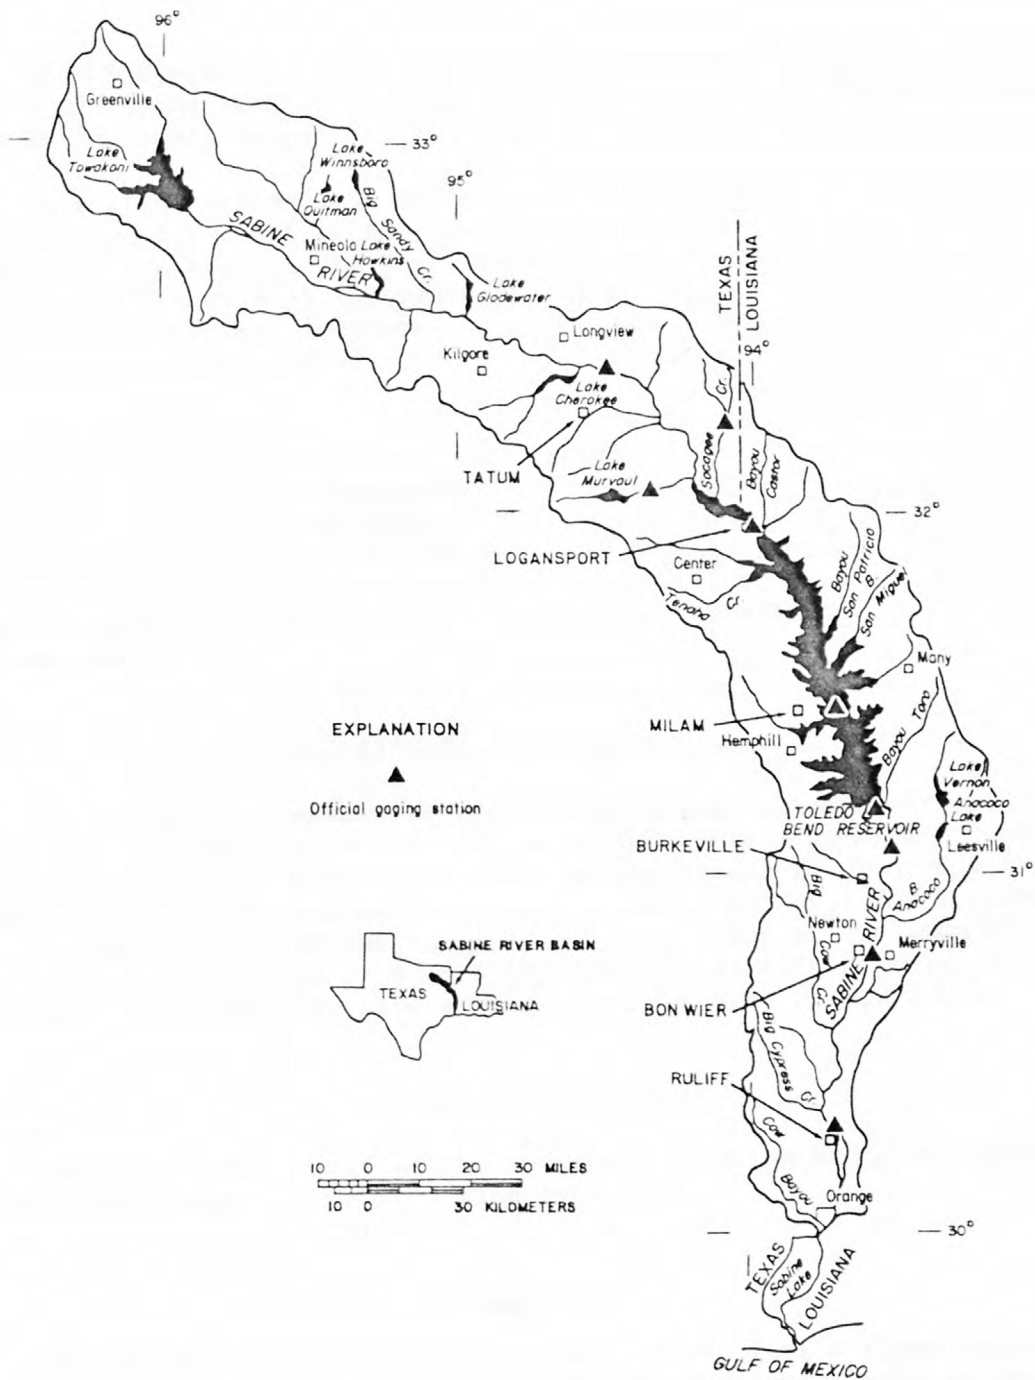 96°
Greenville
33°
Lake
Winnsboro
Lake
Tawakoni
95°
Lake
Quitman
Big
Sandy
Cr.
SABINE
RIVER
Mineola
Lake
Hawkins
Lake
Gladewater
TEXAS
LOUISIANA
94°
Longview
Kilgore
Cr.
Lake
Cherokee
TATUM
Lake
Murvaul
Socagee
Bayou
Castor
32°
LOGANSPORT
Center
Tenaha
Cr.
Bayou
San Patricio
B.
San Miguel
Many
EXPLANATION
Official gaging station
MILAM
Hemphill
Bayou
Toro
Lake
Vernon
Anacoco
Lake
Leesville
TOLEDO
BEND RESERVOIR
BURKEVILLE
31°
Big
Cow
Cr.
B.
Anacoco
Newton
SABINE
RIVER
Merryville
SABINE RIVER BASIN
TEXAS
LOUISIANA
BON WIER
Big Cypress
Cr.
RULIFF
Cow
Bayou
10 0 10 20 30 MILES
10 0 30 KILOMETERS
Orange
30°
TEXAS
Sabine
Lake
LOUISIANA
GULF OF MEXICO